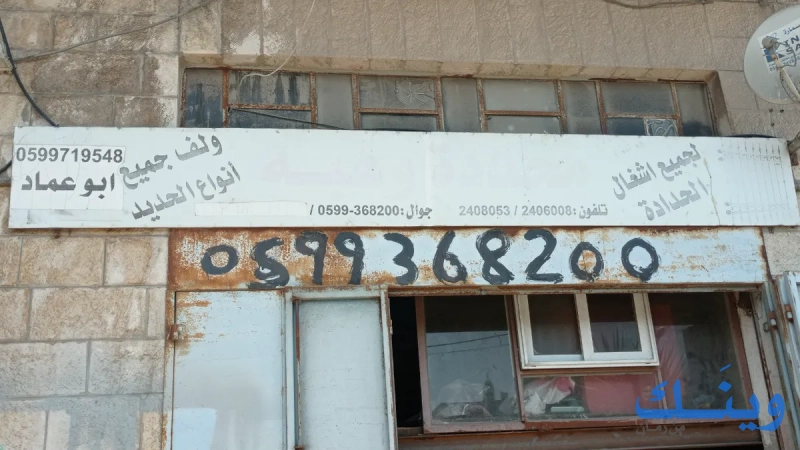 لجميع اشغال
الحدادة
ولف جميع
أنواع الحديد
0599719548
ابو عماد
تلفون: 2406008 / 2408053
جوال: 0599-368200 /
0599368200
وينك